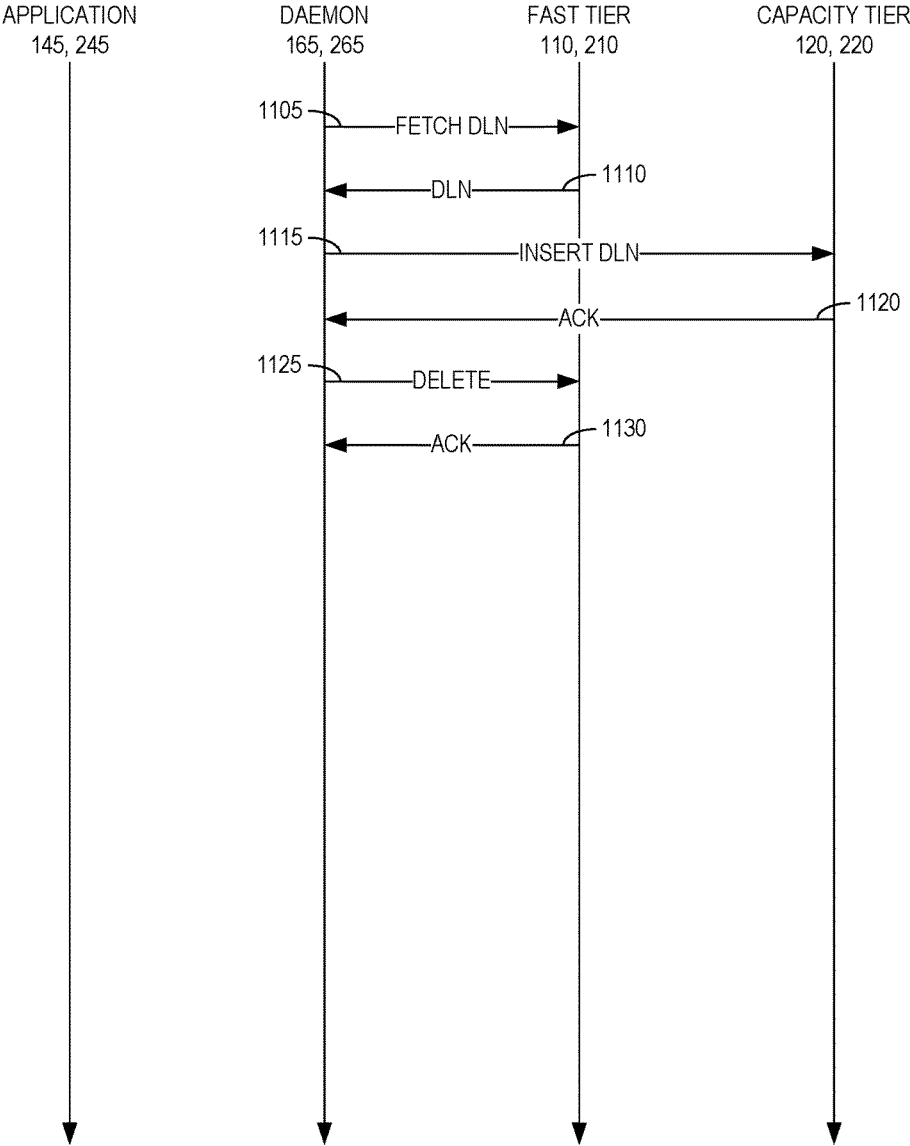 APPLICATION
145, 245
DAEMON
165, 265
FAST TIER
110, 210
CAPACITY TIER
120, 220
1105
FETCH DLN
DLN
1110
1115
INSERT DLN
ACK
1120
1125
DELETE
ACK
1130